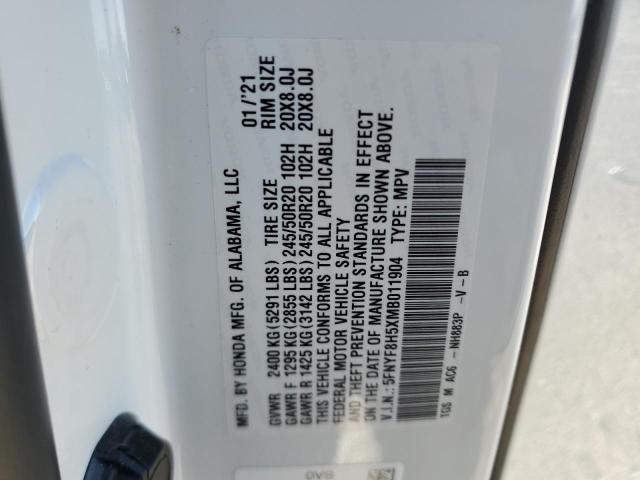 MFD. BY HONDA MFG. OF ALABAMA, LLC 01/'21
GVWR 2400 KG (5291 LBS) TIRE SIZE RIM SIZE
GAWR F 1295 KG (2855 LBS) 245/50R20 102H 20X8.0J
GAWR R 1425 KG (3142 LBS) 245/50R20 102H 20X8.0J
THIS VEHICLE CONFORMS TO ALL APPLICABLE
FEDERAL MOTOR VEHICLE SAFETY
AND THEFT PREVENTION STANDARDS IN EFFECT
ON THE DATE OF MANUFACTURE SHOWN ABOVE.
V.I.N.: 5FNYF8H5XMB011904 TYPE: MPV
TGS M AC6 -NH883P -V-B